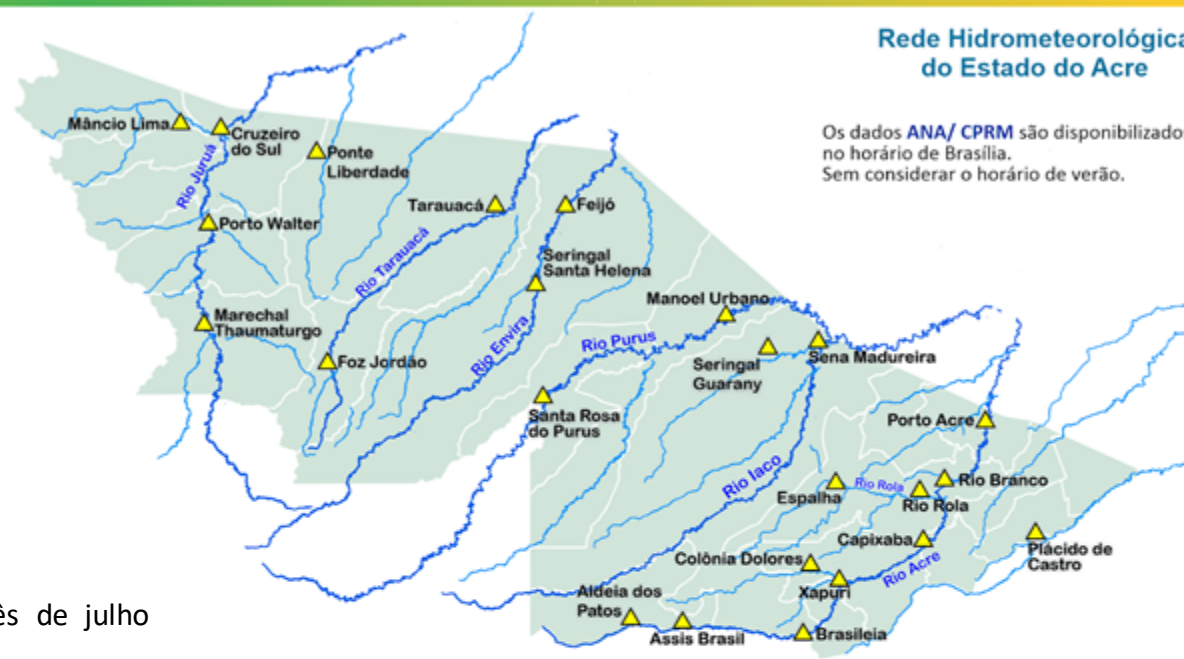 Rede Hidrometeorológica
do Estado do Acre
Os dados ANA/ CPRM são disponibilizados
no horário de Brasília.
Sem considerar o horário de verão.
Mâncio Lima
Cruzeiro
do Sul
Ponte
Liberdade
Rio Juruá
Porto Walter
Tarauacá
Feijó
Rio Tarauacá
Seringal
Santa Helena
Marechal
Thaumaturgo
Foz Jordão
Rio Envira
Manoel Urbano
Rio Purus
Seringal
Guarany
Sena Madureira
Santa Rosa
do Purus
Porto Acre
Rio Iaco
Espalha
Rio Rola
Rio Rola
Rio Branco
Capixaba
Plácido de
Castro
Colônia Dolores
Rio Acre
Xapuri
Aldeia dos
Patos
Assis Brasil
Brasileia
ês de julho